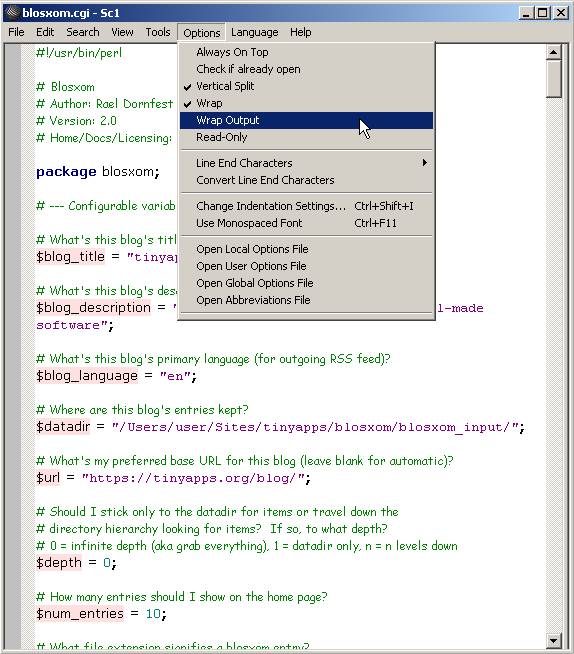 blosxom.cgi - Sc1
File Edit Search View Tools Options Language Help
Always On Top
Check if already open
Vertical Split
Wrap
Wrap Output
Read-Only
Line End Characters
Convert Line End Characters
Change Indentation Settings... Ctrl+Shift+I
Use Monospaced Font Ctrl+F11
Open Local Options File
Open User Options File
Open Global Options File
Open Abbreviations File
#!/usr/bin/perl
# Blosxom
# Author: Rael Dornfest
# Version: 2.0
# Home/Docs/Licensing:
package blosxom;
# --- Configurable variab
# What's this blog's titl
$blog_title = "tinyapp
# What's this blog's desc
$blog_description = " l-made
software";
# What's this blog's primary language (for outgoing RSS feed)?
$blog_language = "en";
# Where are this blog's entries kept?
$datadir = "/Users/user/Sites/tinyapps/blosxom/blosxom_input/";
# What's my preferred base URL for this blog (leave blank for automatic)?
$url = "https://tinyapps.org/blog/";
# Should I stick only to the datadir for items or travel down the
# directory hierarchy looking for items? If so, to what depth?
# 0 = infinite depth (aka grab everything), 1 = datadir only, n = n levels down
$depth = 0;
# How many entries should I show on the home page?
$num_entries = 10;
# What file extension signifies a blosxom entry?